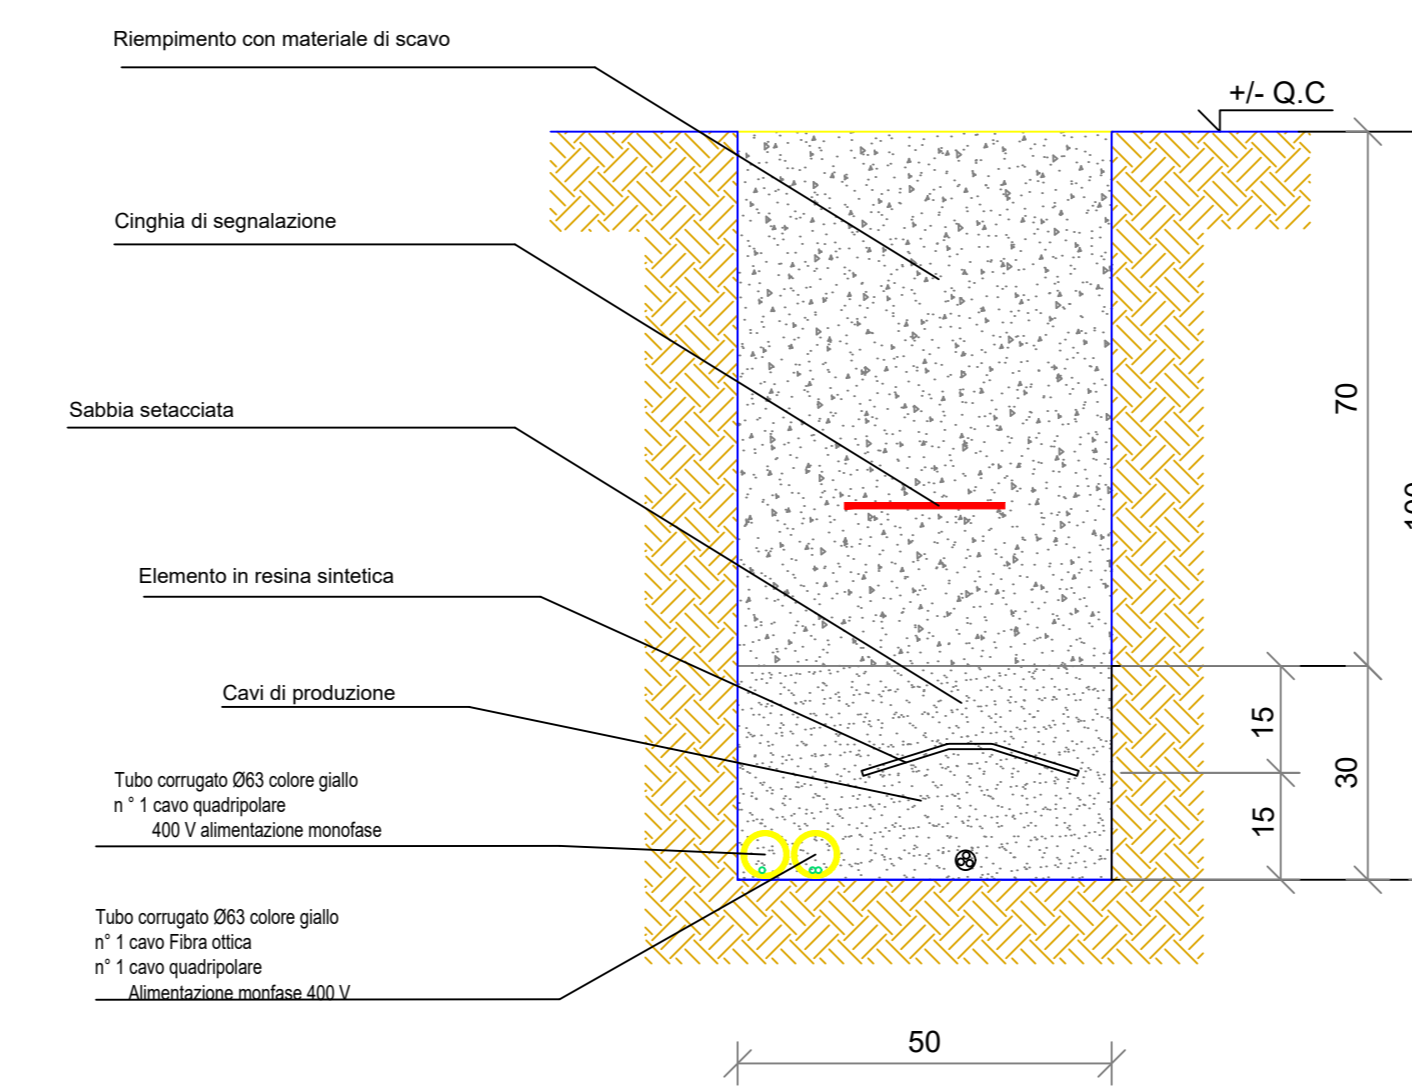 Riempimento con materiale di scavo
+/- Q.C
Cinghia di segnalazione
70
Sabbia setacciata
Elemento in resina sintetica
Cavi di produzione
15
30
15
Tubo corrugato Ø63 colore giallo
n ° 1 cavo quadripolare
400 V alimentazione monofase
Tubo corrugato Ø63 colore giallo
n° 1 cavo Fibra ottica
n° 1 cavo quadripolare
Alimentazione monfase 400 V
50